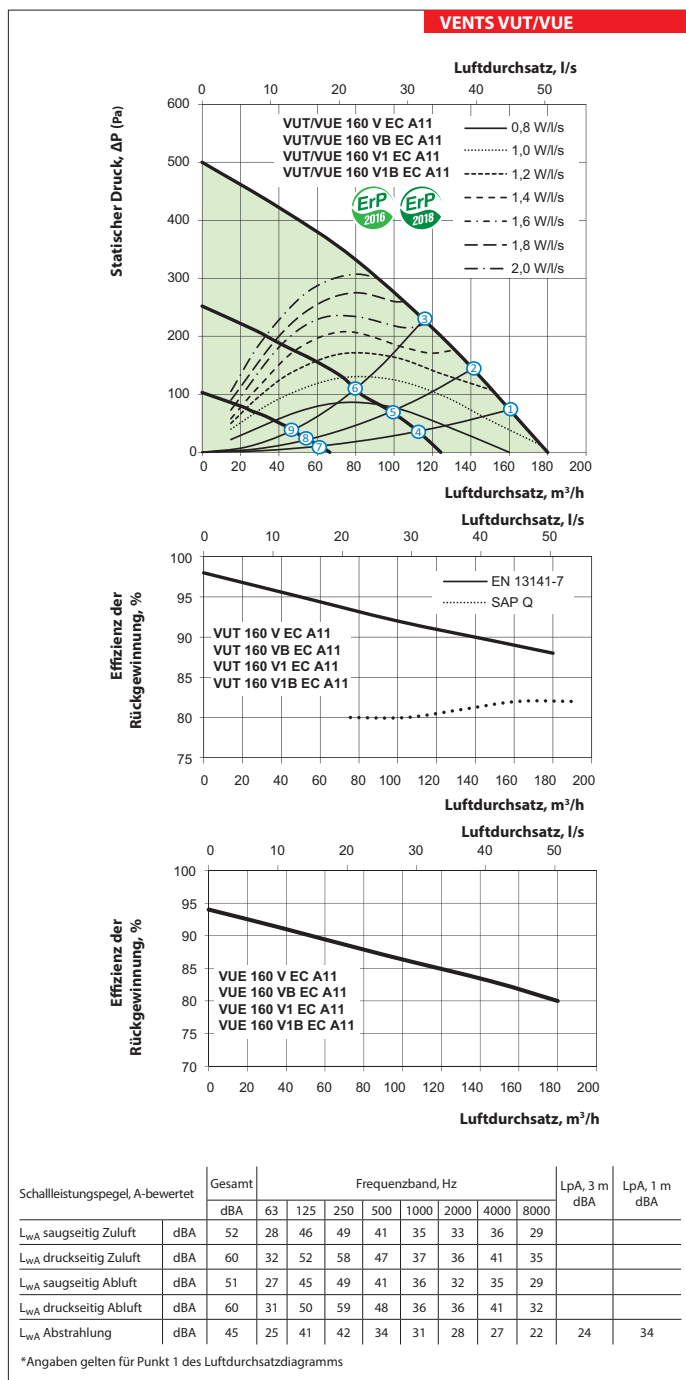 VENTS VUT/VUE
Luftdurchsatz, l/s
0 10 20 30 40 50
600
500
400
300
200
100
0
Statischer Druck, ΔP (Pa)
VUT/VUE 160 V EC A11
VUT/VUE 160 VB EC A11
VUT/VUE 160 V1 EC A11
VUT/VUE 160 V1B EC A11
ErP 2016
ErP 2018
0,8 W/l/s
1,0 W/l/s
1,2 W/l/s
1,4 W/l/s
1,6 W/l/s
1,8 W/l/s
2,0 W/l/s
3
2
1
6
5
4
9
8
7
0 20 40 60 80 100 120 140 160 180 200
Luftdurchsatz, m³/h
Luftdurchsatz, l/s
0 10 20 30 40 50
100
95
90
85
80
75
Effizienz der
Rückgewinnung, %
EN 13141-7
SAP Q
VUT 160 V EC A11
VUT 160 VB EC A11
VUT 160 V1 EC A11
VUT 160 V1B EC A11
0 20 40 60 80 100 120 140 160 180 200
Luftdurchsatz, m³/h
Luftdurchsatz, l/s
0 10 20 30 40 50
100
95
90
85
80
75
70
Effizienz der
Rückgewinnung, %
VUE 160 V EC A11
VUE 160 VB EC A11
VUE 160 V1 EC A11
VUE 160 V1B EC A11
0 20 40 60 80 100 120 140 160 180 200
Luftdurchsatz, m³/h
Schallleistungspegel, A-bewertet Gesamt Frequenzband, Hz LpA, 3 m dBA LpA, 1 m dBA
dBA 63 125 250 500 1000 2000 4000 8000
LwA saugseitig Zuluft dBA 52 28 46 49 41 35 33 36 29
LwA druckseitig Zuluft dBA 60 32 52 58 47 37 36 41 35
LwA saugseitig Abluft dBA 51 27 45 49 41 36 32 35 29
LwA druckseitig Abluft dBA 60 31 50 59 48 36 36 41 32
LwA Abstrahlung dBA 45 25 41 42 34 31 28 27 22 24 34
*Angaben gelten für Punkt 1 des Luftdurchsatzdiagramms